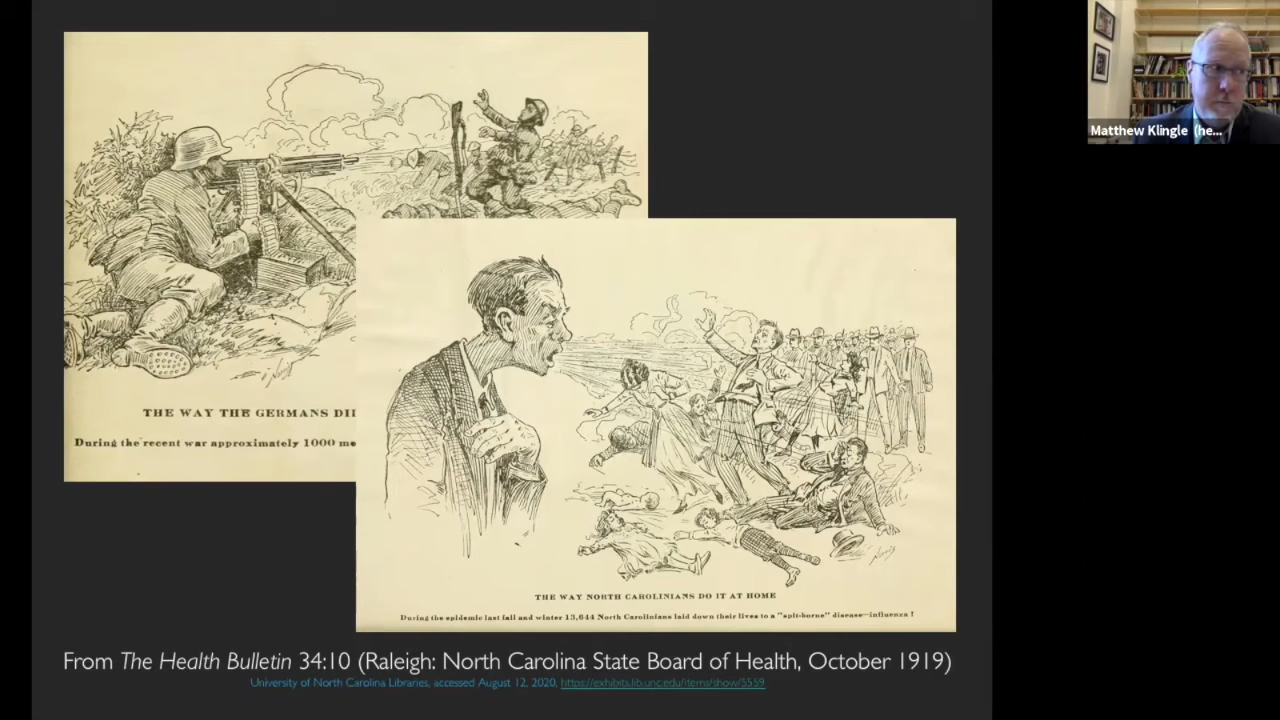 THE WAY THE GERMANS DI
During the recent war approximately 1000 me
THE WAY NORTH CAROLINIANS DO IT AT HOME
During the epidemic last fall and winter 13,644 North Carolinians laid down their lives to a "spit-borne" disease—influenza!
From The Health Bulletin 34:10 (Raleigh: North Carolina State Board of Health, October 1919)
University of North Carolina Libraries, accessed August 12, 2020, https://exhibits.lib.unc.edu/items/show/5559
Matthew Klingle (he...